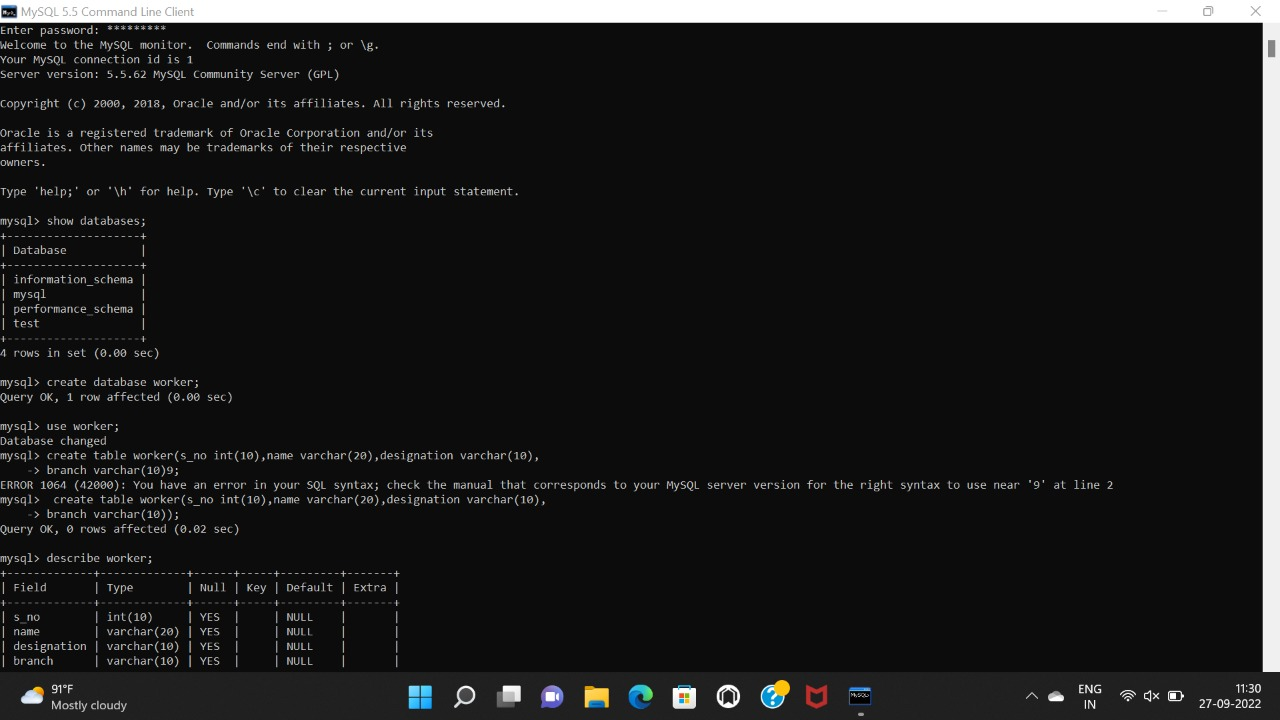 MySQL 5.5 Command Line Client
Enter password: *********
Welcome to the MySQL monitor.  Commands end with ; or \g.
Your MySQL connection id is 1
Server version: 5.5.62 MySQL Community Server (GPL)

Copyright (c) 2000, 2018, Oracle and/or its affiliates. All rights reserved.

Oracle is a registered trademark of Oracle Corporation and/or its
affiliates. Other names may be trademarks of their respective
owners.

Type 'help;' or '\h' for help. Type '\c' to clear the current input statement.

mysql> show databases;
+--------------------+
| Database           |
+--------------------+
| information_schema |
| mysql              |
| performance_schema |
| test               |
+--------------------+
4 rows in set (0.00 sec)

mysql> create database worker;
Query OK, 1 row affected (0.00 sec)

mysql> use worker;
Database changed
mysql> create table worker(s_no int(10),name varchar(20),designation varchar(10),
    -> branch varchar(10)9;
ERROR 1064 (42000): You have an error in your SQL syntax; check the manual that corresponds to your MySQL server version for the right syntax to use near '9' at line 2
mysql>  create table worker(s_no int(10),name varchar(20),designation varchar(10),
    -> branch varchar(10));
Query OK, 0 rows affected (0.02 sec)

mysql> describe worker;
+-------------+-------------+------+-----+---------+-------+
| Field       | Type        | Null | Key | Default | Extra |
+-------------+-------------+------+-----+---------+-------+
| s_no        | int(10)     | YES  |     | NULL    |       |
| name        | varchar(20) | YES  |     | NULL    |       |
| designation | varchar(10) | YES  |     | NULL    |       |
| branch      | varchar(10) | YES  |     | NULL    |       |
91°F
Mostly cloudy
MySQL
ENG
IN
11:30
27-09-2022